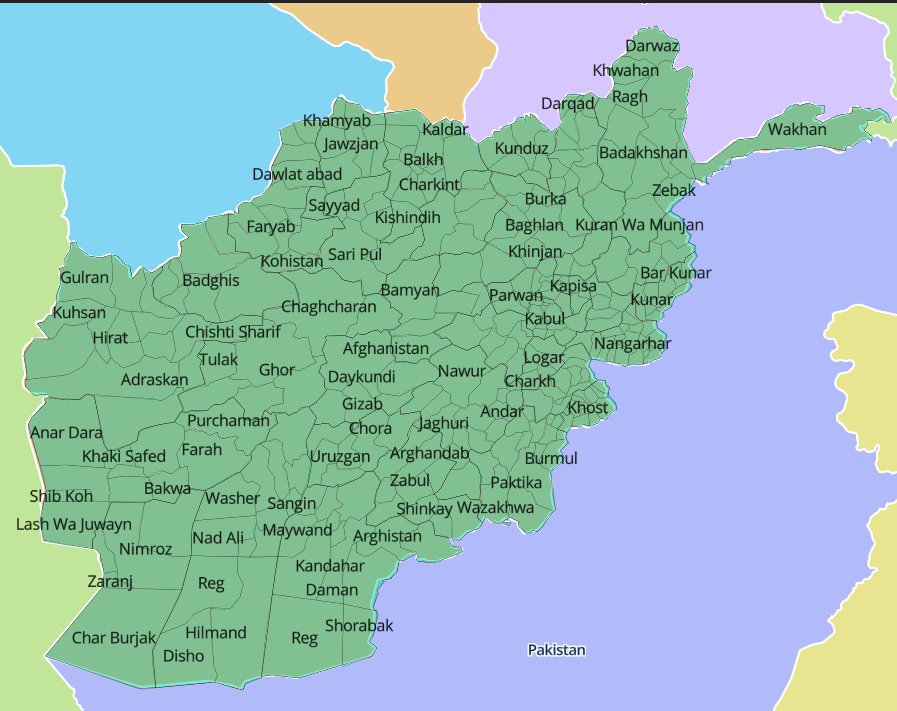 Darwaz
Khwahan
Ragh
Darqad
Khamyab
Kaldar
Wakhan
Jawzjan
Kunduz
Badakhshan
Balkh
Dawlat abad
Charkint
Zebak
Burka
Sayyad
Kishindih
Faryab
Baghlan
Kuran Wa Munjan
Khinjan
Sari Pul
Kohistan
Bar Kunar
Gulran
Badghis
Kapisa
Bamyan
Parwan
Kunar
Chaghcharan
Kuhsan
Kabul
Chishti Sharif
Hirat
Nangarhar
Afghanistan
Logar
Tulak
Ghor
Nawur
Daykundi
Adraskan
Charkh
Gizab
Khost
Andar
Purchaman
Jaghuri
Chora
Anar Dara
Farah
Arghandab
Khaki Safed
Uruzgan
Burmul
Zabul
Paktika
Bakwa
Shib Koh
Washer
Sangin
Shinkay
Wazakhwa
Lash Wa Juwayn
Maywand
Nad Ali
Arghistan
Nimroz
Kandahar
Zaranj
Reg
Daman
Shorabak
Hilmand
Char Burjak
Reg
Pakistan
Disho